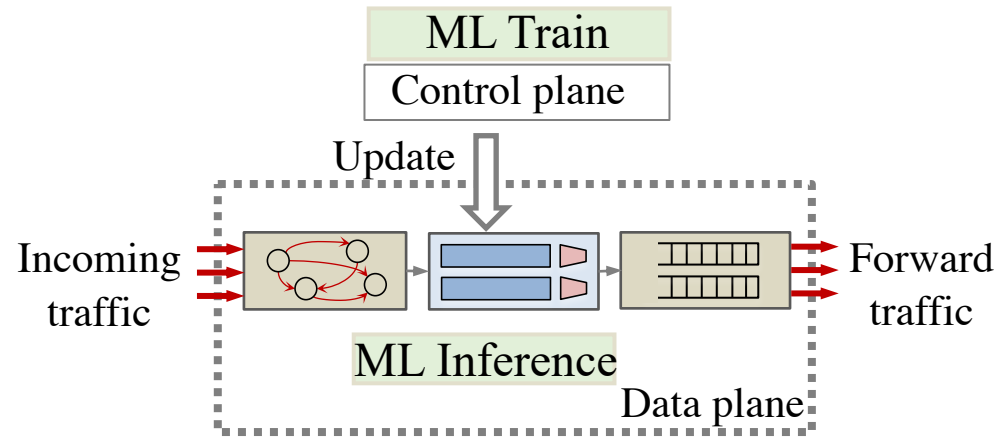 ML Train
Control plane
Update
Incoming
traffic
Forward
traffic
ML Inference
Data plane